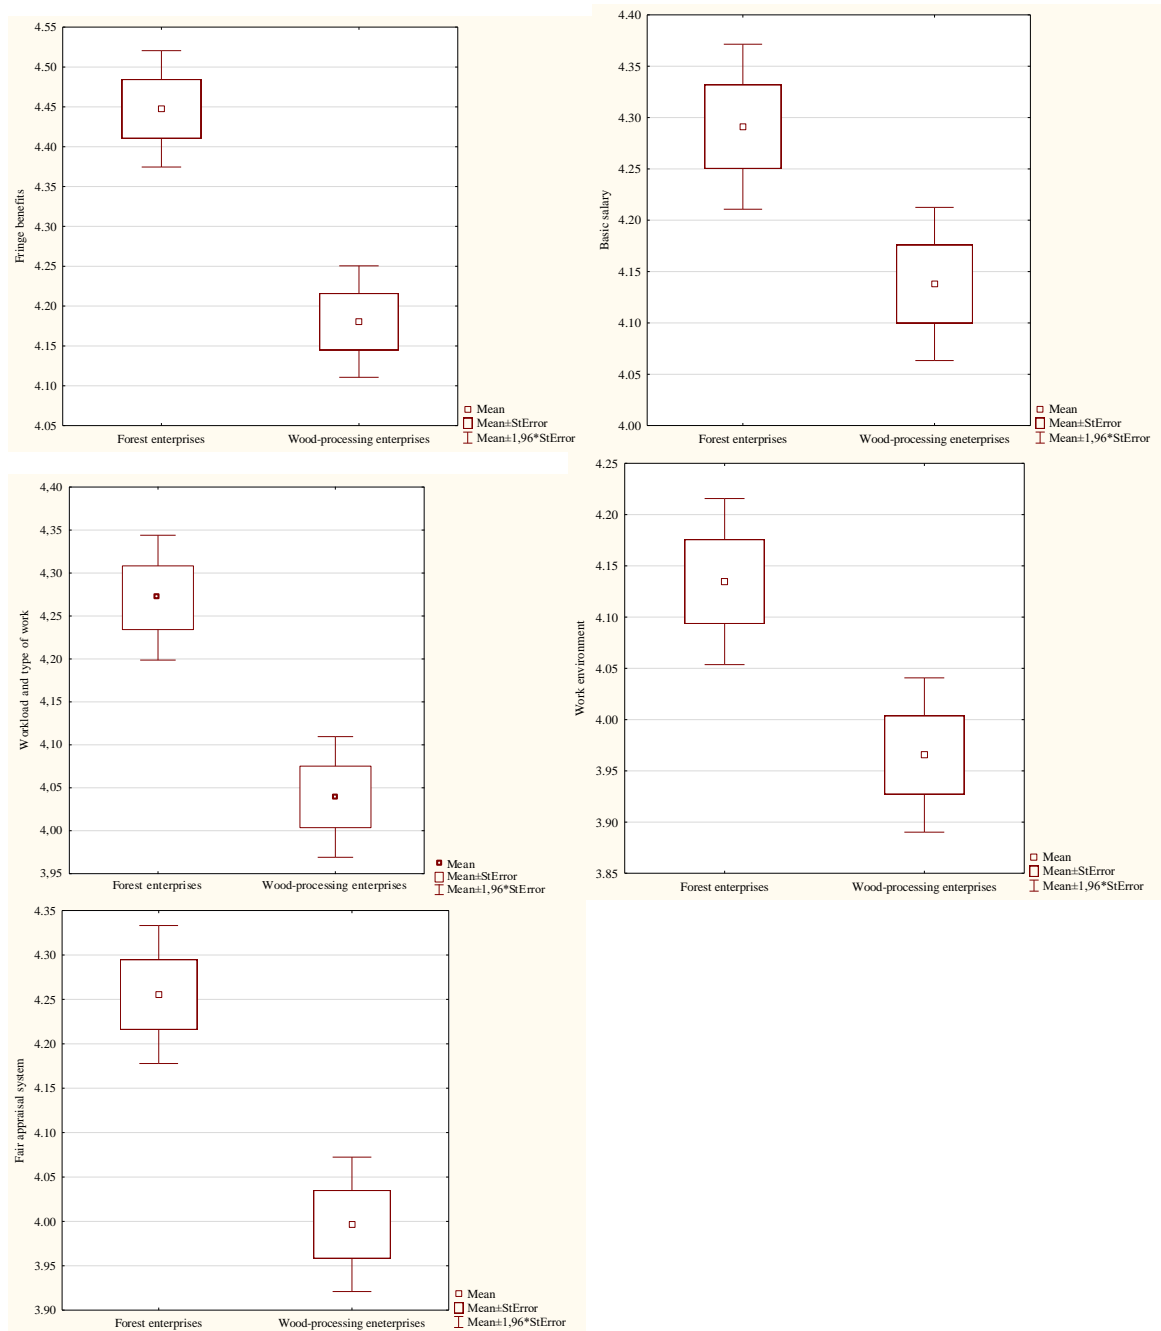 4.55
4.50
4.45
4.40
4.35
4.30
4.25
4.20
4.15
4.10
4.05
Fringe benefits
Forest enterprises
Wood-processing enterprises
Mean
Mean±StError
Mean±1,96*StError
4.40
4.35
4.30
4.25
4.20
4.15
4.10
4.05
4.00
Basic salary
Forest enterprises
Wood-processing eneterprises
Mean
Mean±StError
Mean±1,96*StError
4,40
4,35
4,30
4,25
4,20
4,15
4,10
4,05
4,00
3,95
Workload and type of work
Forest enterprises
Wood-processing enterprises
Mean
Mean±StError
Mean±1,96*StError
4.25
4.20
4.15
4.10
4.05
4.00
3.95
3.90
3.85
Work environment
Forest enterprises
Wood-processing enterprises
Mean
Mean±StError
Mean±1,96*StError
4.35
4.30
4.25
4.20
4.15
4.10
4.05
4.00
3.95
3.90
Fair appraisal system
Forest enterprises
Wood-processing eneterprises
Mean
Mean±StError
Mean±1,96*StError